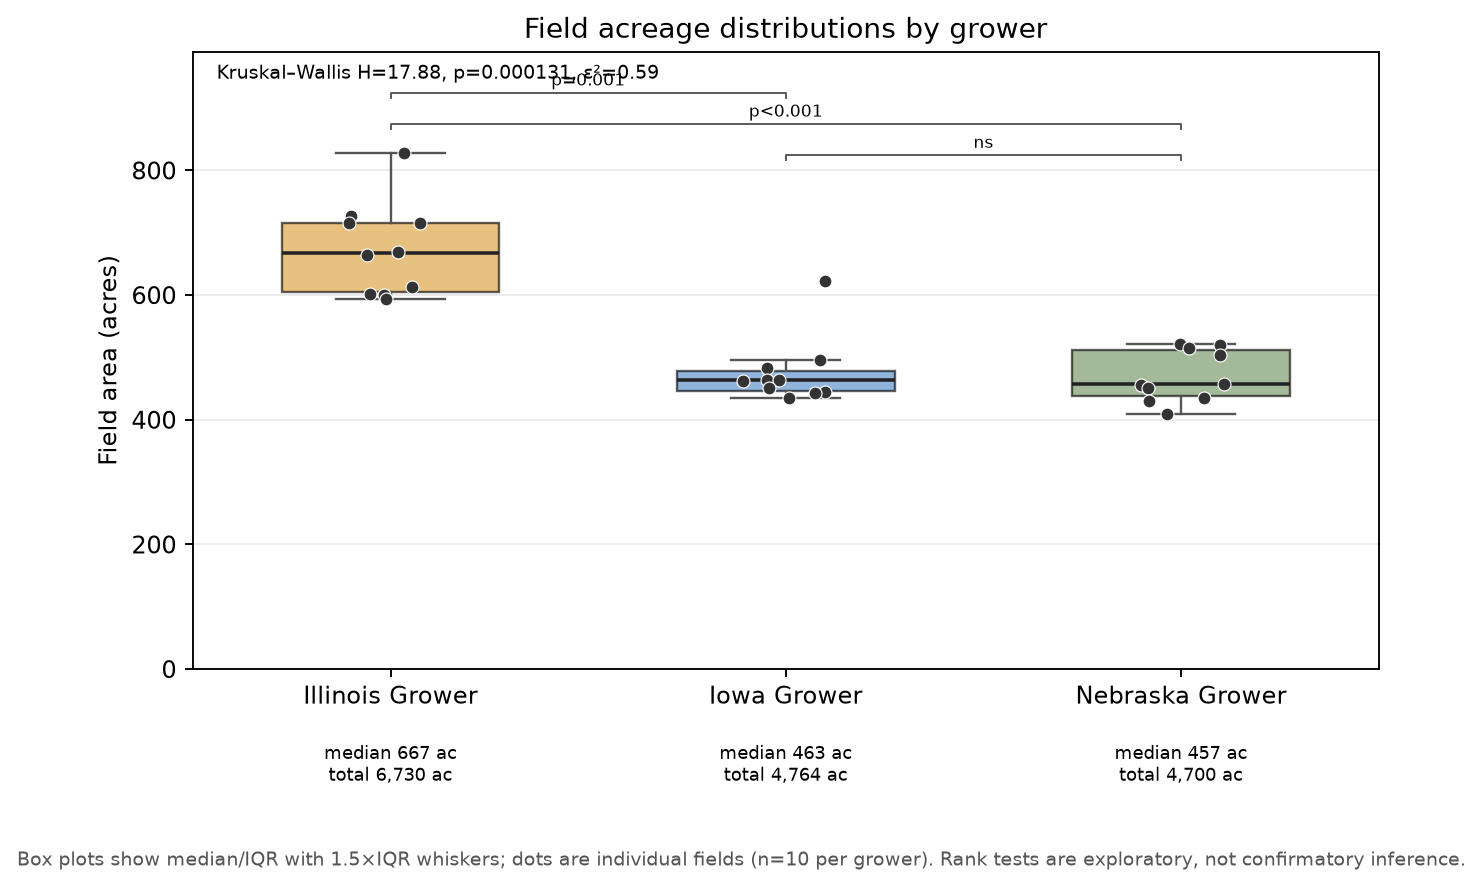 Field acreage distributions by grower
Kruskal–Wallis H=17.88, p=0.000131, ε²=0.59
p=0.001
p<0.001
ns
800
600
400
200
0
Field area (acres)
Illinois Grower
Iowa Grower
Nebraska Grower
median 667 ac
total 6,730 ac
median 463 ac
total 4,764 ac
median 457 ac
total 4,700 ac
Box plots show median/IQR with 1.5×IQR whiskers; dots are individual fields (n=10 per grower). Rank tests are exploratory, not confirmatory inference.